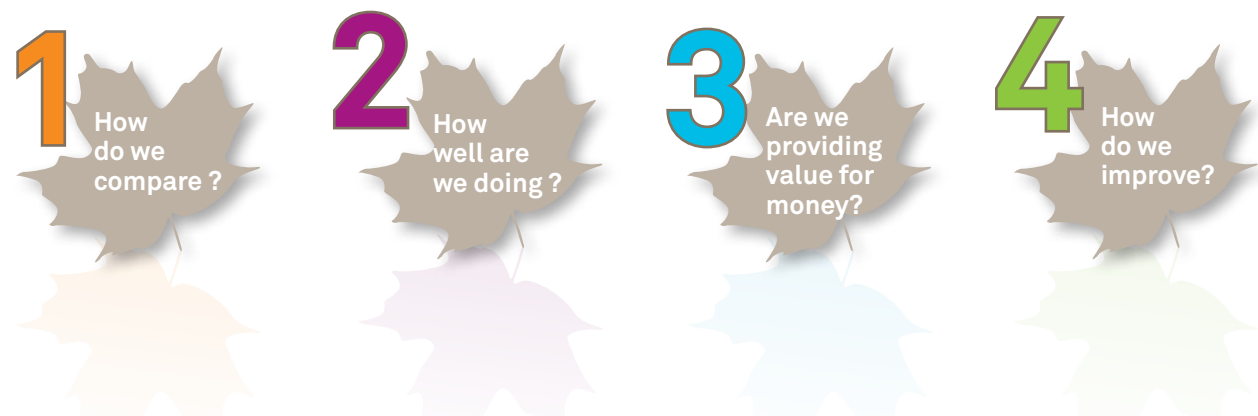 1
How
do we
compare ?
2
How
well are
we doing ?
3
Are we
providing
value for
money?
4
How
do we
improve?